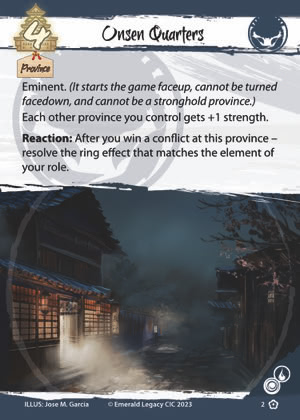 Onsen Quarters
4
Province
Eminent. (It starts the game faceup, cannot be turned
facedown, and cannot be a stronghold province.)
Each other province you control gets +1 strength.
Reaction: After you win a conflict at this province –
resolve the ring effect that matches the element of
your role.
ILLUS: Jose M. Garcia © Emerald Legacy CIC 2023 2